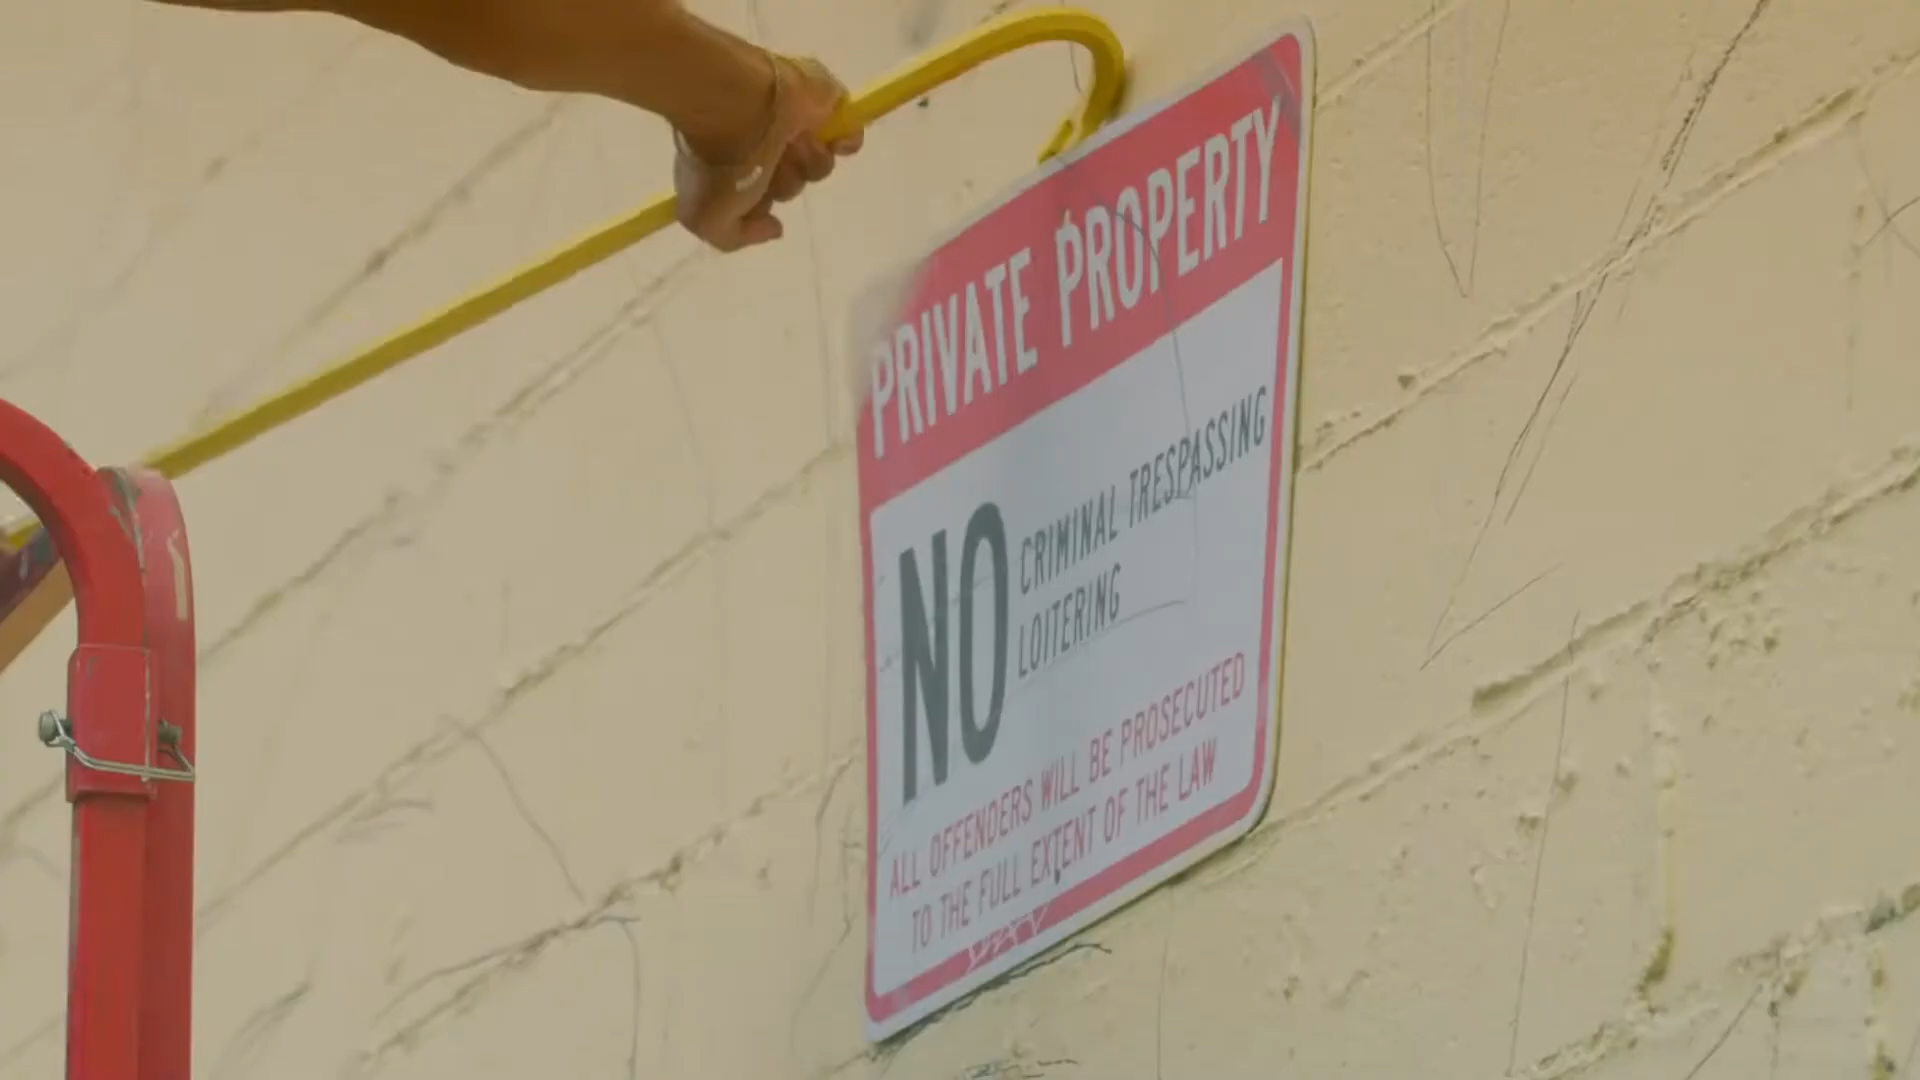 PRIVATE PROPERTY
NO
CRIMINAL TRESPASSING
LOITERING
ALL OFFENDERS WILL BE PROSECUTED
TO THE FULL EXTENT OF THE LAW